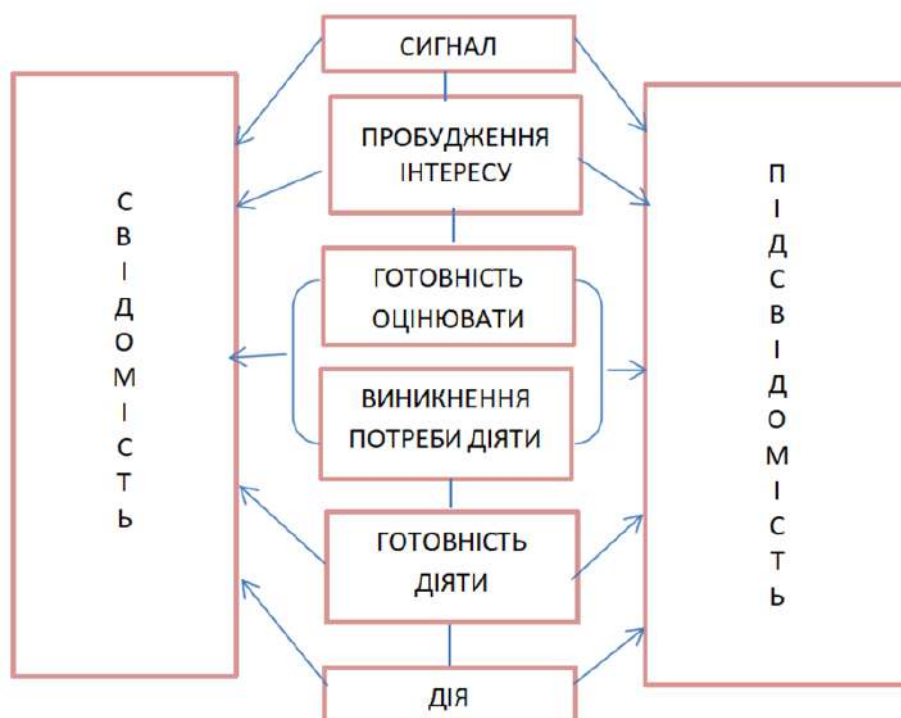 СИГНАЛ
ПРОБУДЖЕННЯ
ІНТЕРЕСУ
ГОТОВНІСТЬ
ОЦІНЮВАТИ
ВИНИКНЕННЯ
ПОТРЕБИ ДІЯТИ
ГОТОВНІСТЬ
ДІЯТИ
ДІЯ
С
В
І
Д
О
М
І
С
Т
Ь
П
І
Д
С
В
І
Д
О
М
І
С
Т
Ь